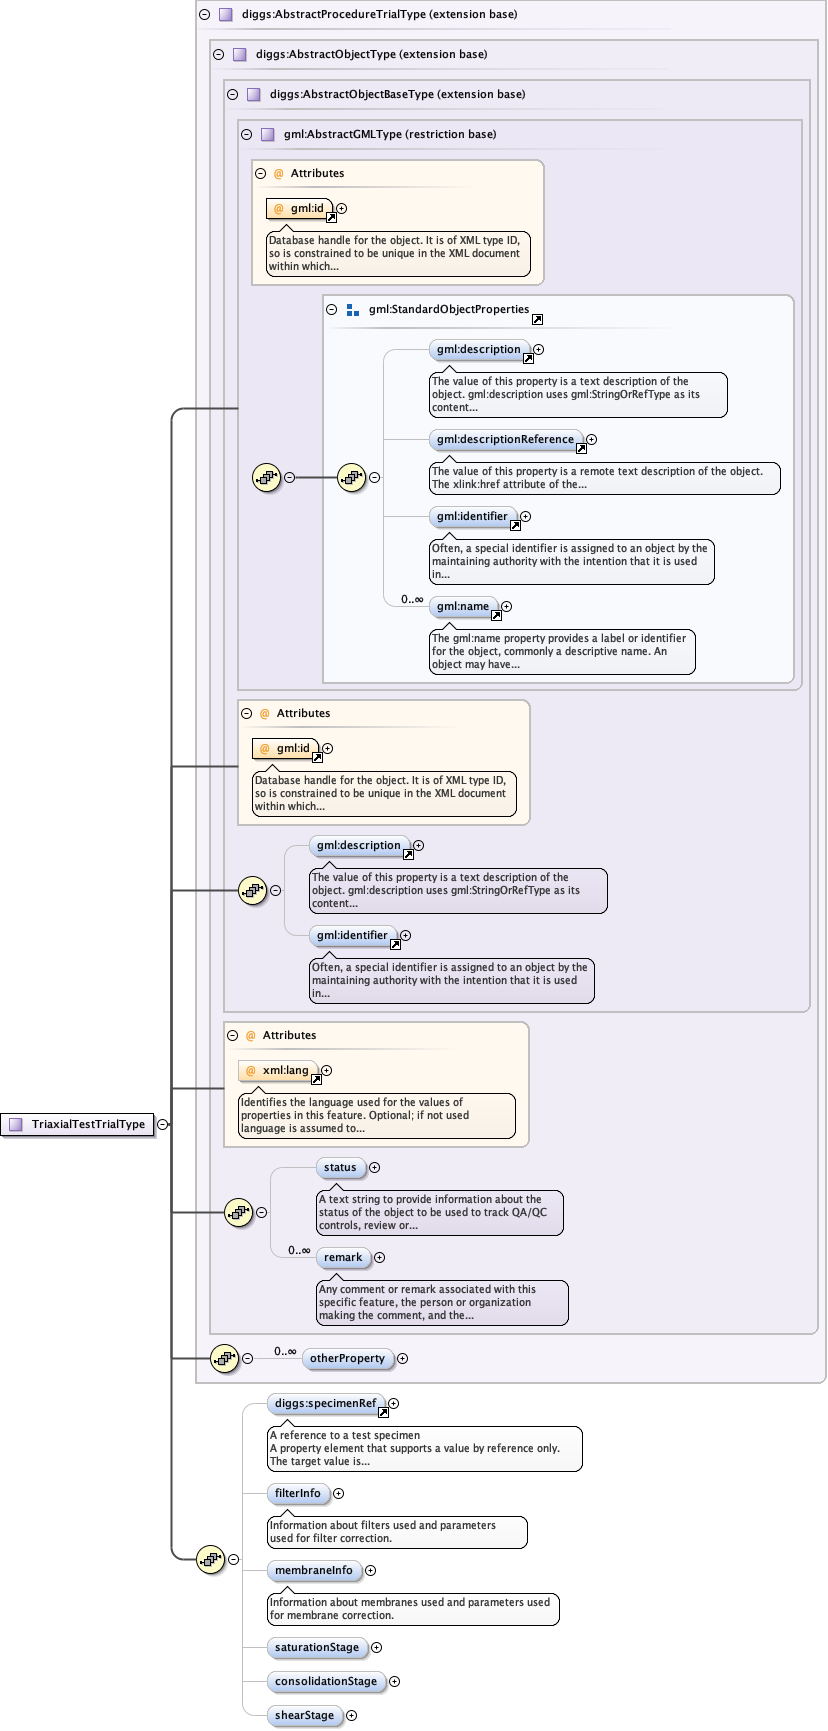 diggs:AbstractProcedureTrialType (extension base)
diggs:AbstractObjectType (extension base)
diggs:AbstractObjectBaseType (extension base)
gml:AbstractGMLType (restriction base)
@ Attributes
@ gml:id
Database handle for the object. It is of XML type ID,
so is constrained to be unique in the XML document
within which...
gml:StandardObjectProperties
gml:description
The value of this property is a text description of the
object. gml:description uses gml:StringOrRefType as its
content...
gml:descriptionReference
The value of this property is a remote text description of the object.
The xlink:href attribute of the...
gml:identifier
Often, a special identifier is assigned to an object by the
maintaining authority with the intention that it is used
in...
0..∞
gml:name
The gml:name property provides a label or identifier
for the object, commonly a descriptive name. An
object may have...
@ Attributes
@ gml:id
Database handle for the object. It is of XML type ID,
so is constrained to be unique in the XML document
within which...
gml:description
The value of this property is a text description of the
object. gml:description uses gml:StringOrRefType as its
content...
gml:identifier
Often, a special identifier is assigned to an object by the
maintaining authority with the intention that it is used
in...
@ Attributes
@ xml:lang
Identifies the language used for the values of
properties in this feature. Optional; if not used
language is assumed to...
TriaxialTestTrialType
status
A text string to provide information about the
status of the object to be used to track QA/QC
controls, review or...
0..∞
remark
Any comment or remark associated with this
specific feature, the person or organization
making the comment, and the...
0..∞
otherProperty
diggs:specimenRef
A reference to a test specimen
A property element that supports a value by reference only.
The target value is...
filterInfo
Information about filters used and parameters
used for filter correction.
membraneInfo
Information about membranes used and parameters used
for membrane correction.
saturationStage
consolidationStage
shearStage